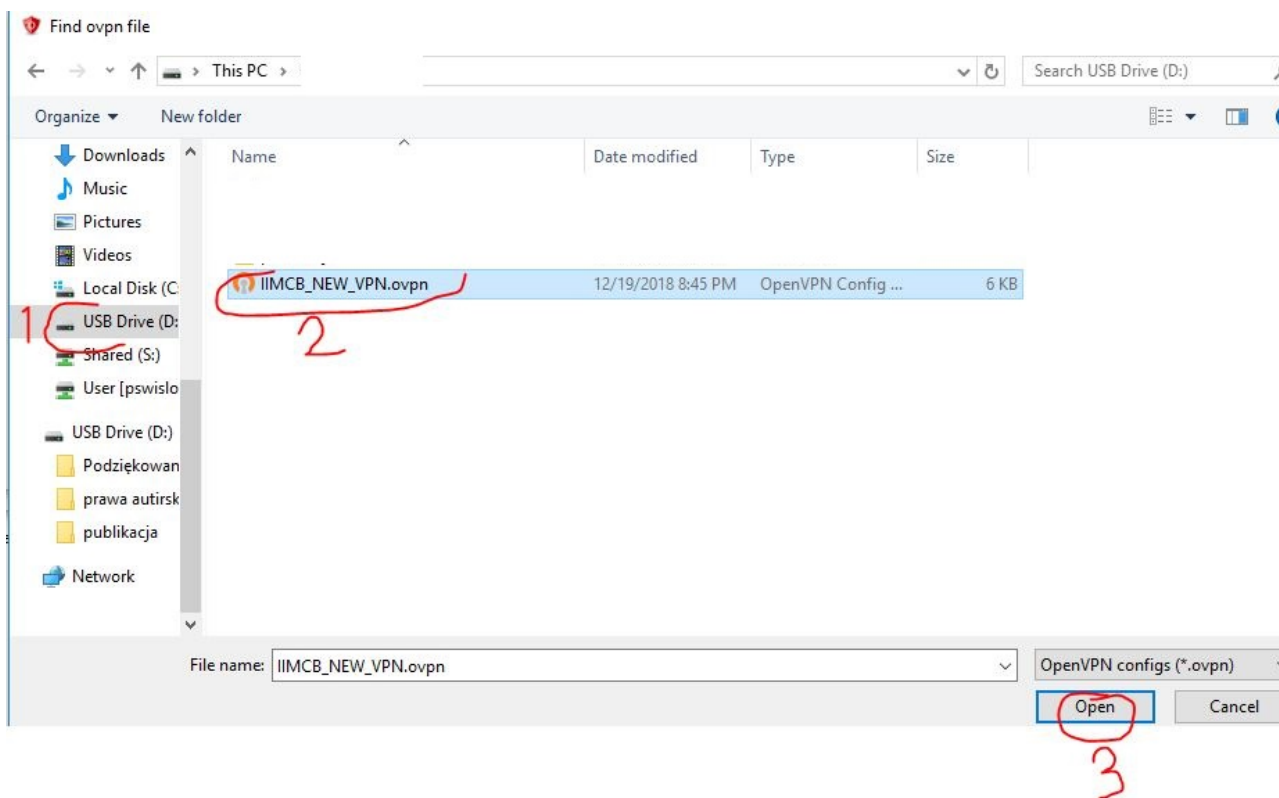 Find ovpn file
This PC >
Search USB Drive (D:)
Organize
New folder
Name
Date modified
Type
Size
Downloads
Music
Pictures
Videos
IIMCB_NEW_VPN.ovpn
12/19/2018 8:45 PM
OpenVPN Config ...
6 KB
Local Disk (C:
1
USB Drive (D:
2
Shared (S:)
User [pswislo
USB Drive (D:)
Podziękowan
prawa autirsk
publikacja
Network
File name:
IIMCB_NEW_VPN.ovpn
OpenVPN configs (*.ovpn)
Open
Cancel
3